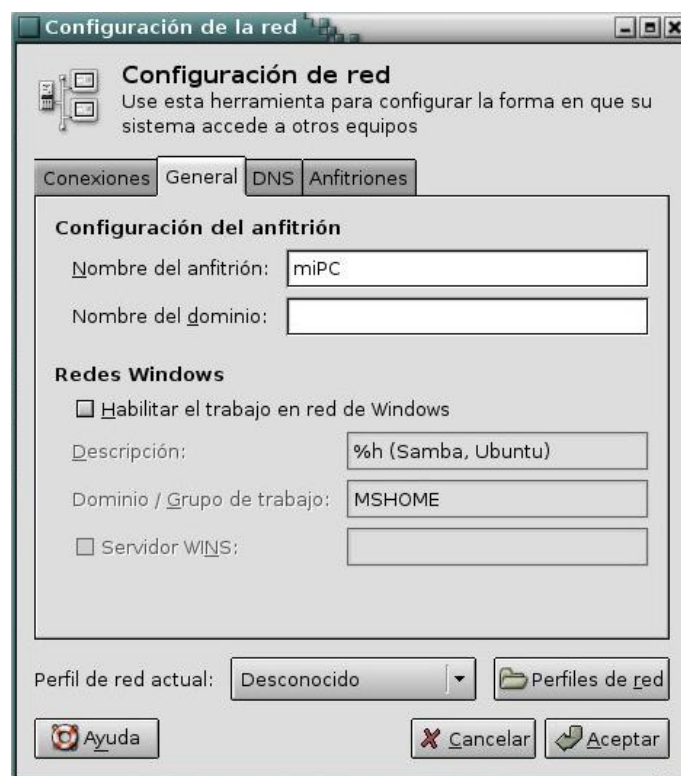 Configuración de la red
Configuración de red
Use esta herramienta para configurar la forma en que su
sistema accede a otros equipos
Conexiones General DNS Anfitriones
Configuración del anfitrión
Nombre del anfitrión: miPC
Nombre del dominio:
Redes Windows
Habilitar el trabajo en red de Windows
Descripción: %h (Samba, Ubuntu)
Dominio / Grupo de trabajo: MSHOME
Servidor WINS:
Perfil de red actual: Desconocido Perfiles de red
Ayuda Cancelar Aceptar